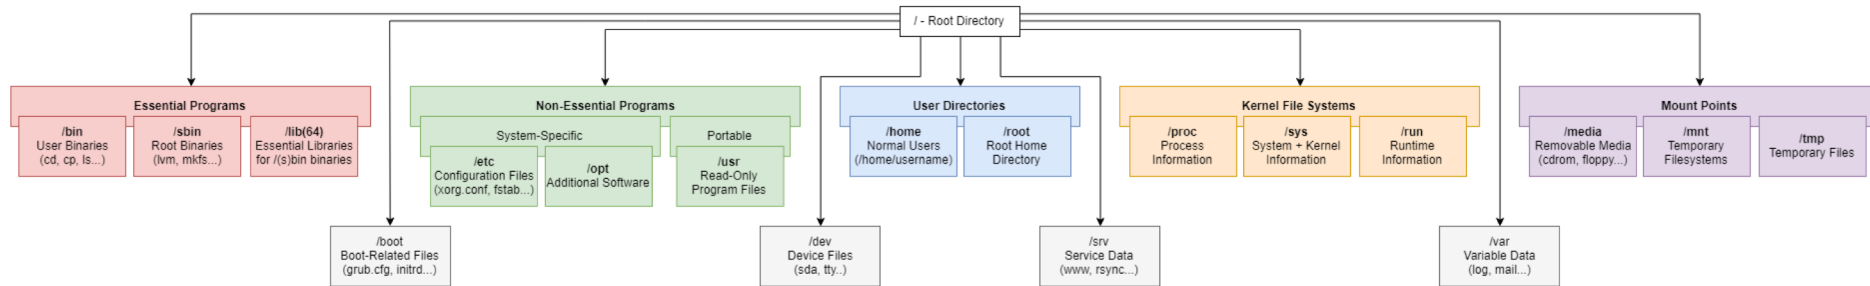 / - Root Directory
Essential Programs
/bin
User Binaries
(cd, cp, ls...)
/sbin
Root Binaries
(lvm, mkfs...)
/lib(64)
Essential Libraries
for /(s)bin binaries
Non-Essential Programs
System-Specific
/etc
Configuration Files
(xorg.conf, fstab...)
/opt
Additional Software
Portable
/usr
Read-Only
Program Files
User Directories
/home
Normal Users
(/home/username)
/root
Root Home
Directory
Kernel File Systems
/proc
Process
Information
/sys
System + Kernel
Information
/run
Runtime
Information
Mount Points
/media
Removable Media
(cdrom, floppy...)
/mnt
Temporary
Filesystems
/tmp
Temporary Files
/boot
Boot-Related Files
(grub.cfg, initrd...)
/dev
Device Files
(sda, tty..)
/srv
Service Data
(www, rsync...)
/var
Variable Data
(log, mail...)